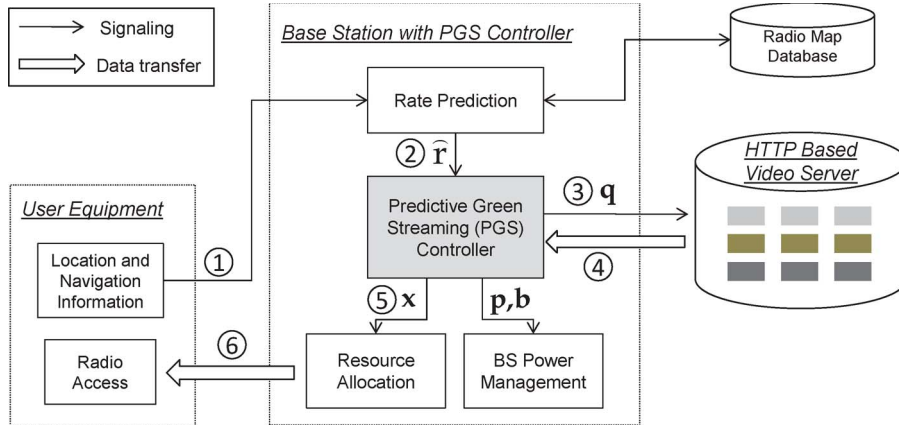 Signaling
Data transfer
Base Station with PGS Controller
Radio Map
Database
Rate Prediction
② r̂
HTTP Based
Video Server
③ q
User Equipment
Predictive Green
Streaming (PGS)
Controller
①
④
Location and
Navigation
Information
⑤ x
p,b
⑥
Radio
Access
Resource
Allocation
BS Power
Management